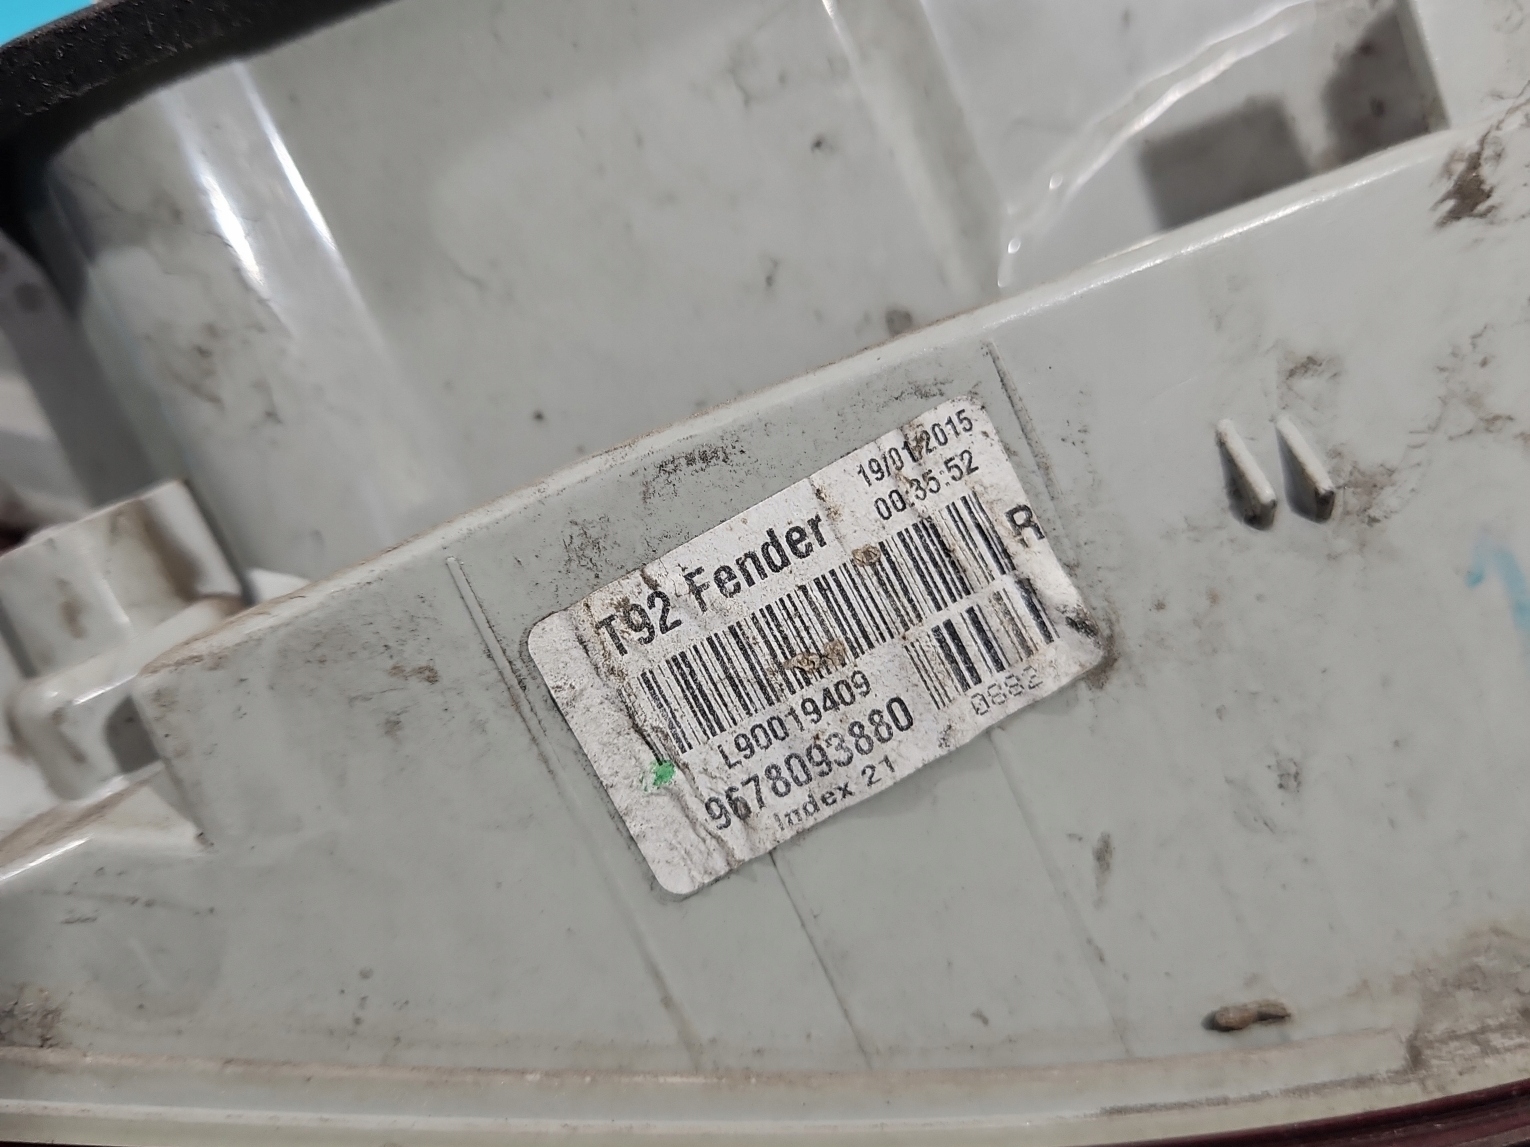 19/01/2015
00:35:52
T92 Fender
R
L90019409
9678093880
Index 21
0882